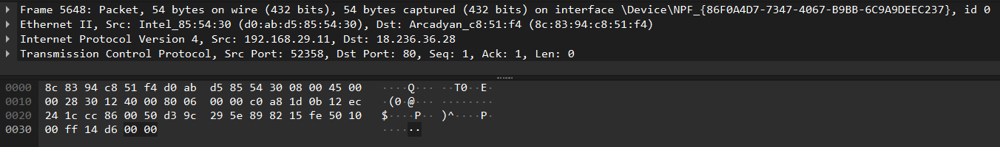 Frame 5648: Packet, 54 bytes on wire (432 bits), 54 bytes captured (432 bits) on interface \Device\NPF_{86F0A4D7-7347-4067-B9BB-6C9A9DEEC237}, id 0
Ethernet II, Src: Intel_85:54:30 (d0:ab:d5:85:54:30), Dst: Arcadyan_c8:51:f4 (8c:83:94:c8:51:f4)
Internet Protocol Version 4, Src: 192.168.29.11, Dst: 18.236.36.28
Transmission Control Protocol, Src Port: 52358, Dst Port: 80, Seq: 1, Ack: 1, Len: 0
0000 8c 83 94 c8 51 f4 d0 ab d5 85 54 30 08 00 45 00 ····Q··· ··T0··E·
0010 00 28 30 12 40 00 80 06 00 00 c0 a8 1d 0b 12 ec ·(0·@··· ········
0020 24 1c cc 86 00 50 d3 9c 29 5e 89 82 15 fe 50 10 $····P·· )^····P·
0030 00 ff 14 d6 00 00 ······